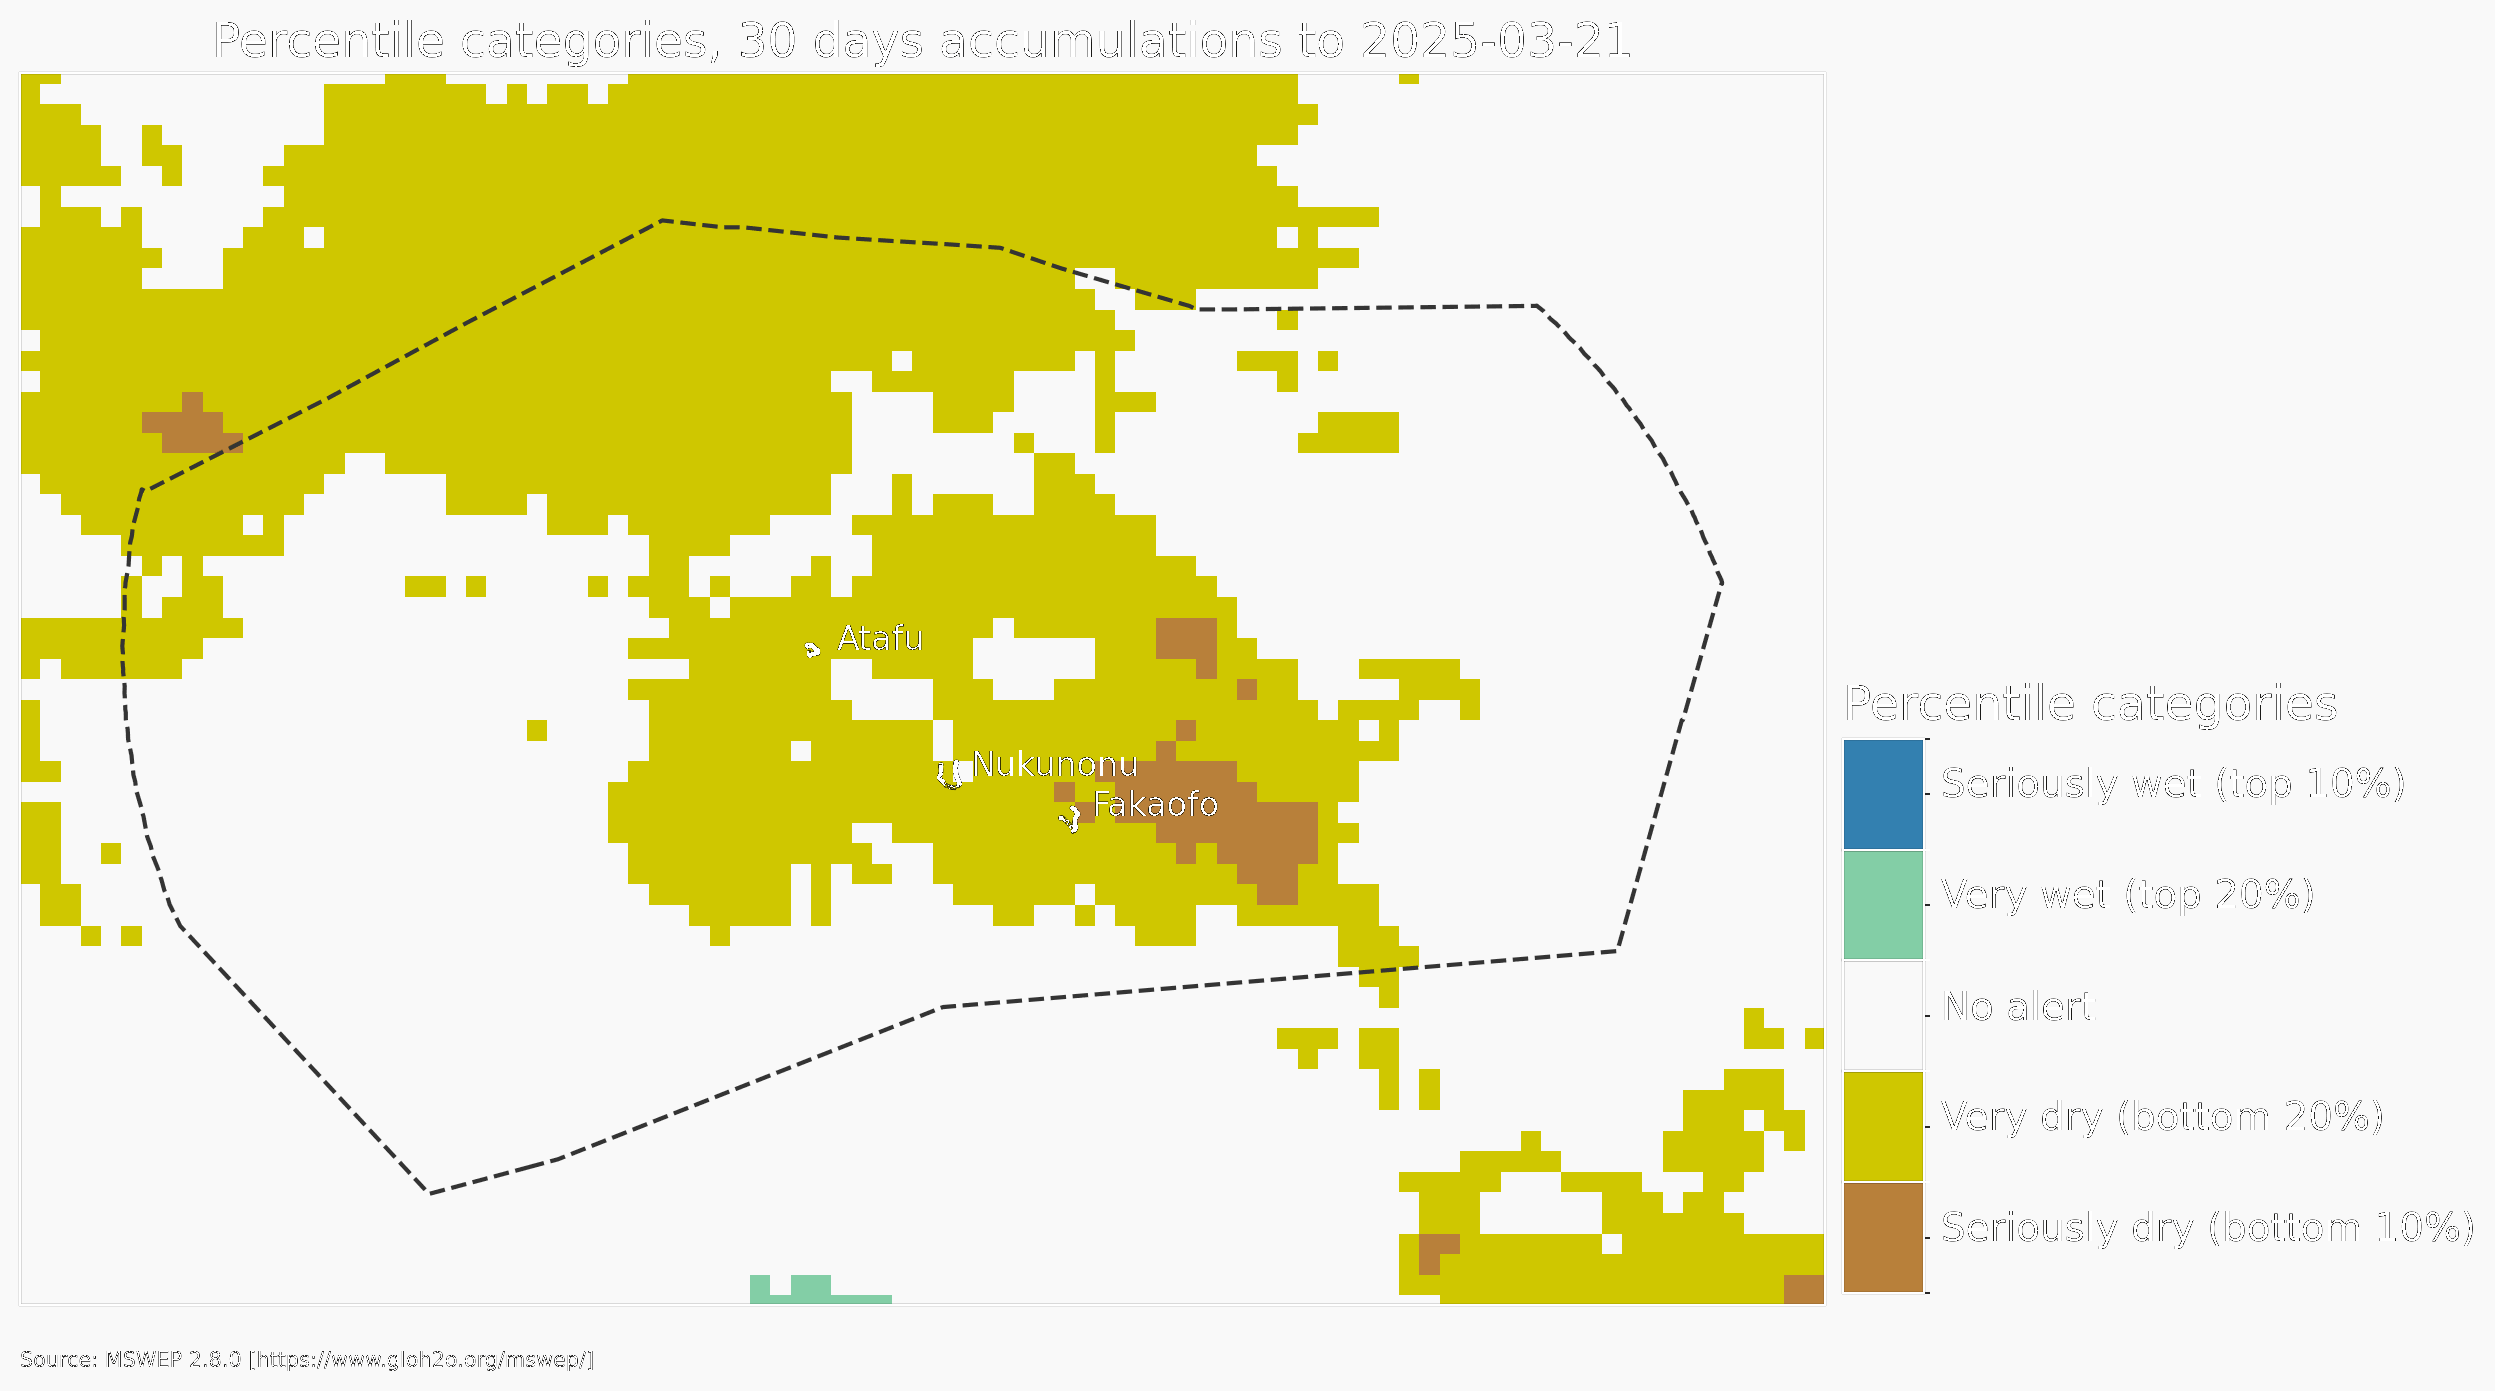 Percentile categories, 30 days accumulations to 2025-03-21
Atafu
Nukunonu
Fakaofo
Percentile categories
Seriously wet (top 10%)
Very wet (top 20%)
No alert
Very dry (bottom 20%)
Seriously dry (bottom 10%)
Source: MSWEP 2.8.0 [https://www.gloh2o.org/mswep/]